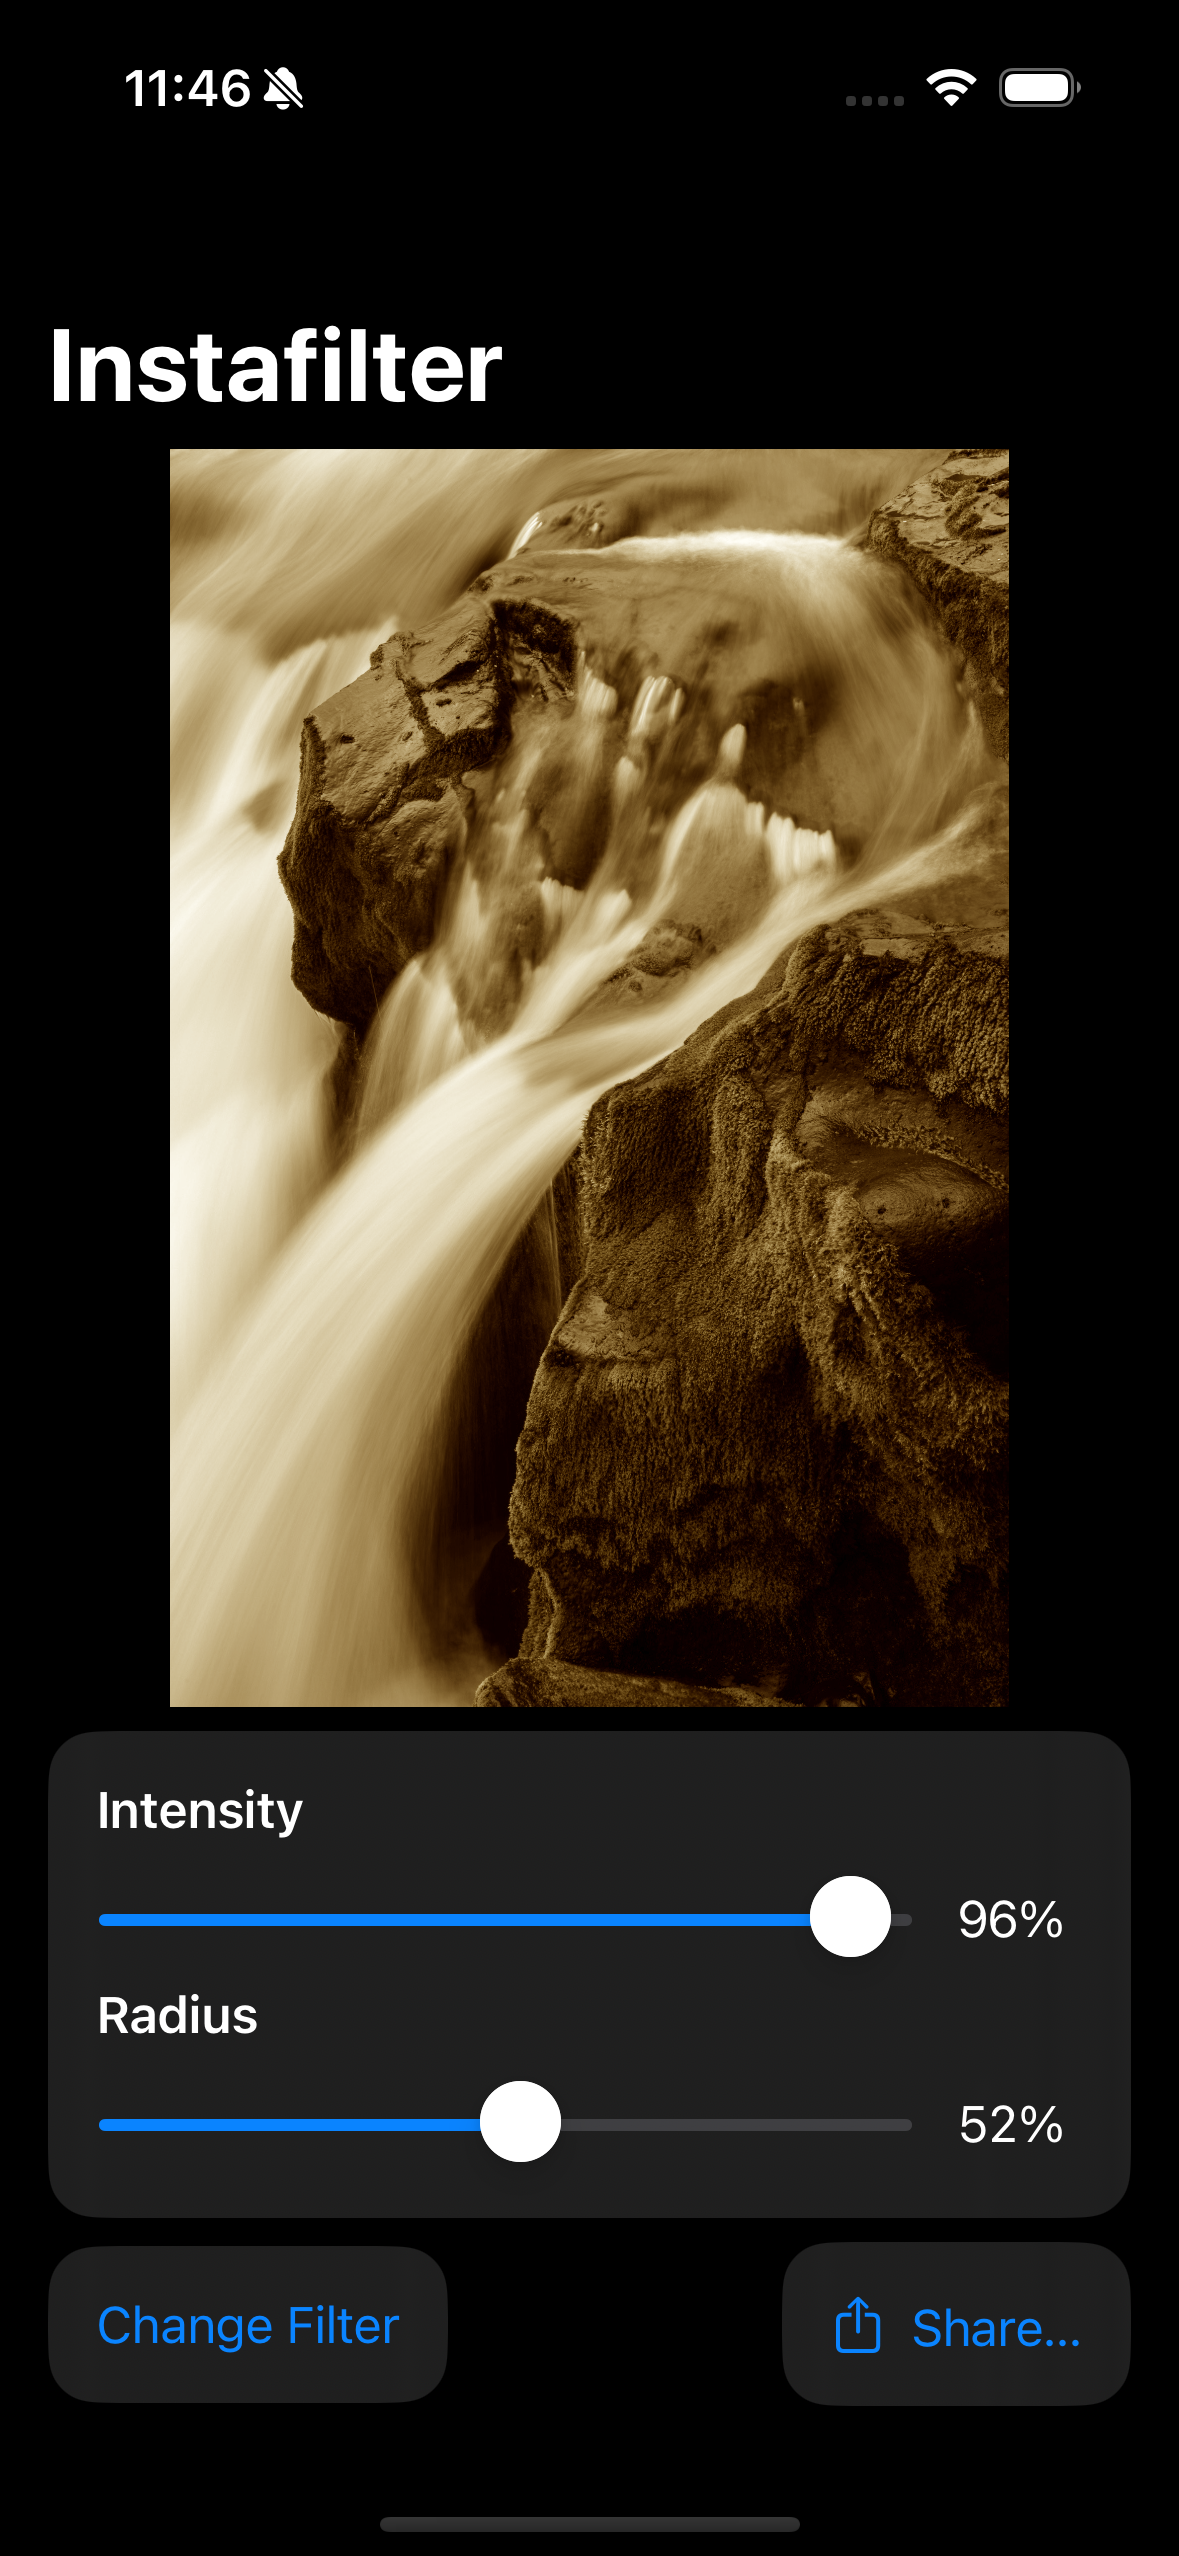 11:46
Instafilter
Intensity
96%
Radius
52%
Change Filter
Share...